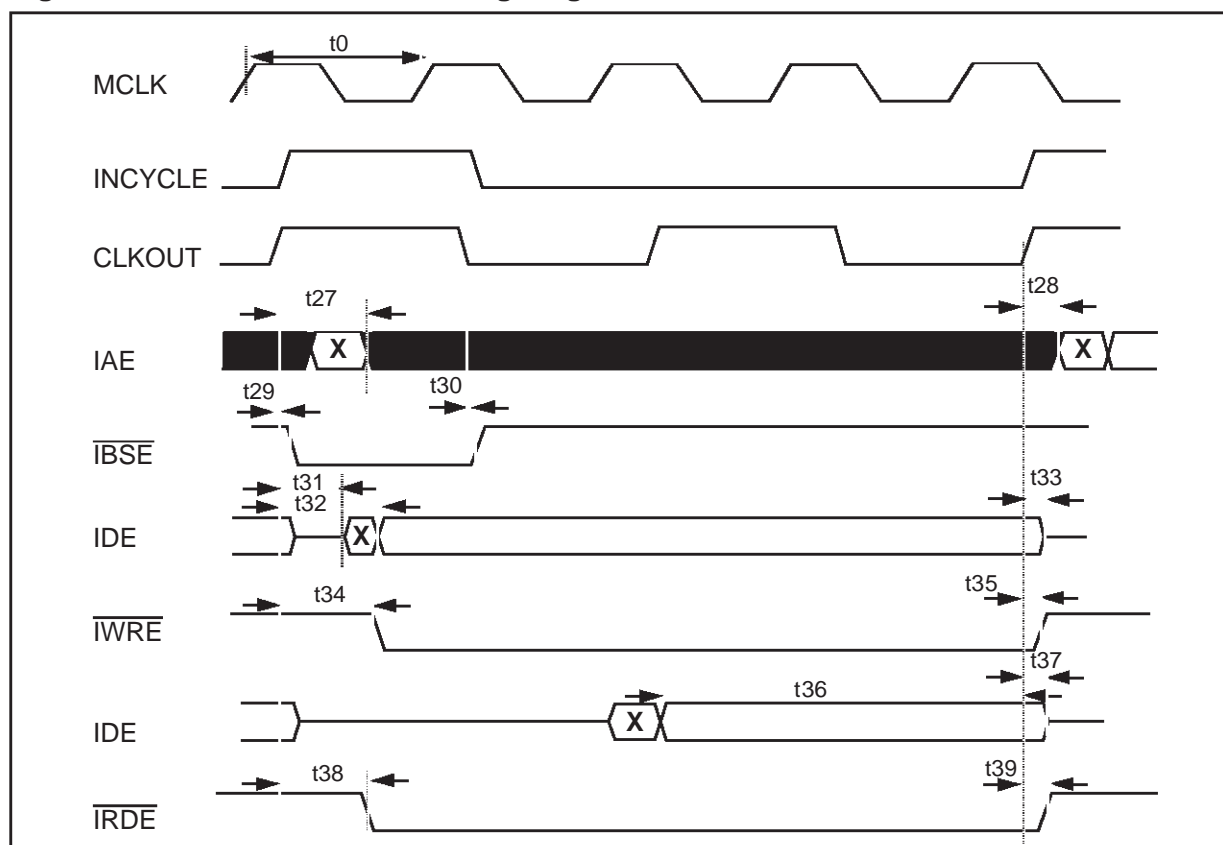 t0
MCLK
INCYCLE
CLKOUT
t27
t28
IAE
X
X
t29
t30
IBSE
t31
t32
t33
IDE
X
t34
t35
IWRE
t37
t36
IDE
X
t38
t39
IRDE